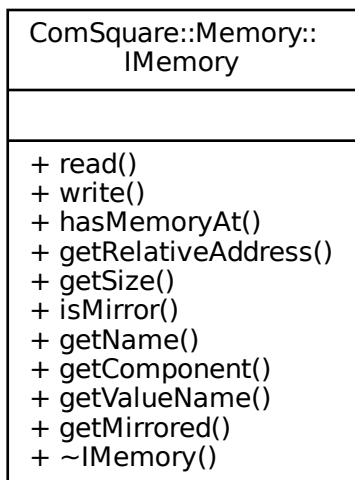 ComSquare::Memory::
IMemory
+ read()
+ write()
+ hasMemoryAt()
+ getRelativeAddress()
+ getSize()
+ isMirror()
+ getName()
+ getComponent()
+ getValueName()
+ getMirrored()
+ ~IMemory()